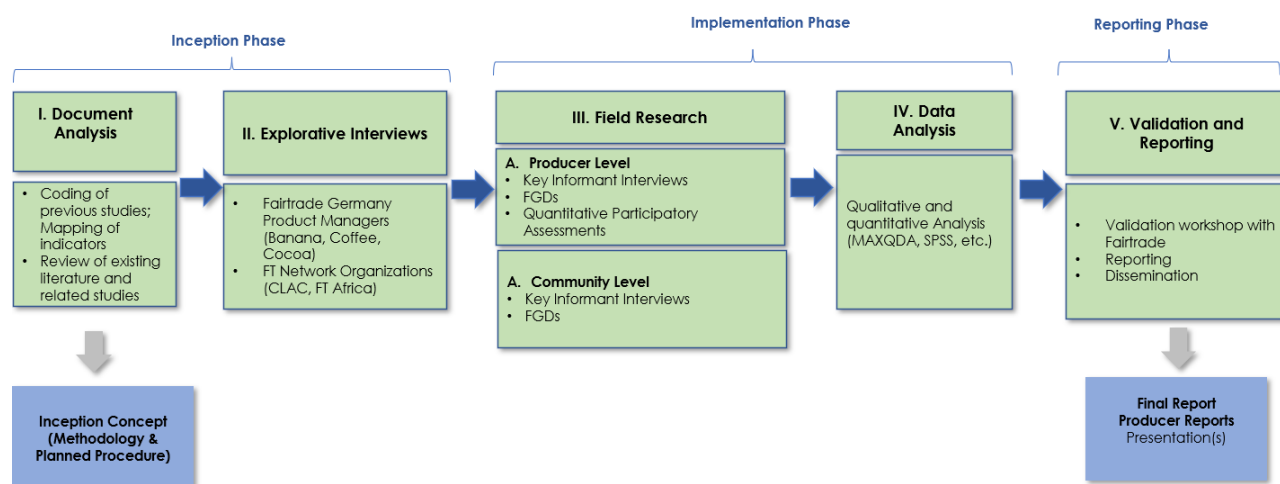 Inception Phase
Implementation Phase
Reporting Phase
I. Document
Analysis
• Coding of
previous studies;
Mapping of
indicators
• Review of existing
literature and
related studies
Inception Concept
(Methodology &
Planned Procedure)
II. Explorative Interviews
• Fairtrade Germany
Product Managers
(Banana, Coffee,
Cocoa)
• FT Network Organizations
(CLAC, FT Africa)
III. Field Research
A. Producer Level
• Key Informant Interviews
• FGDs
• Quantitative Participatory
Assessments
A. Community Level
• Key Informant Interviews
• FGDs
IV. Data
Analysis
Qualitative and
quantitative Analysis
(MAXQDA, SPSS, etc.)
V. Validation and
Reporting
• Validation workshop with
Fairtrade
• Reporting
• Dissemination
Final Report
Producer Reports
Presentation(s)